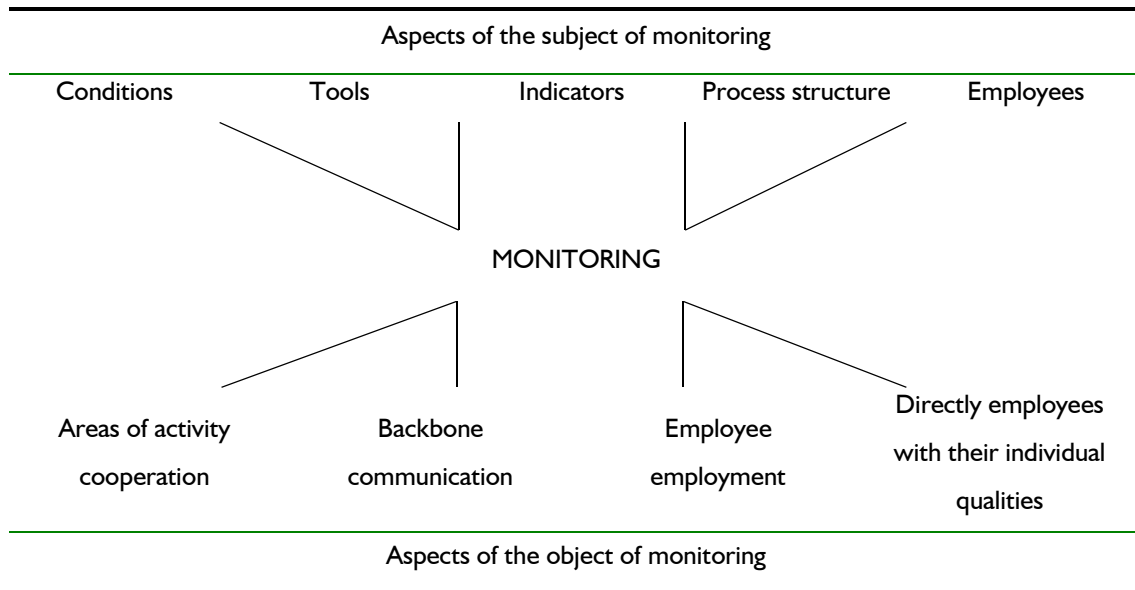 Aspects of the subject of monitoring
Conditions Tools Indicators Process structure Employees
MONITORING
Areas of activity
cooperation
Backbone
communication
Employee
employment
Directly employees
with their individual
qualities
Aspects of the object of monitoring